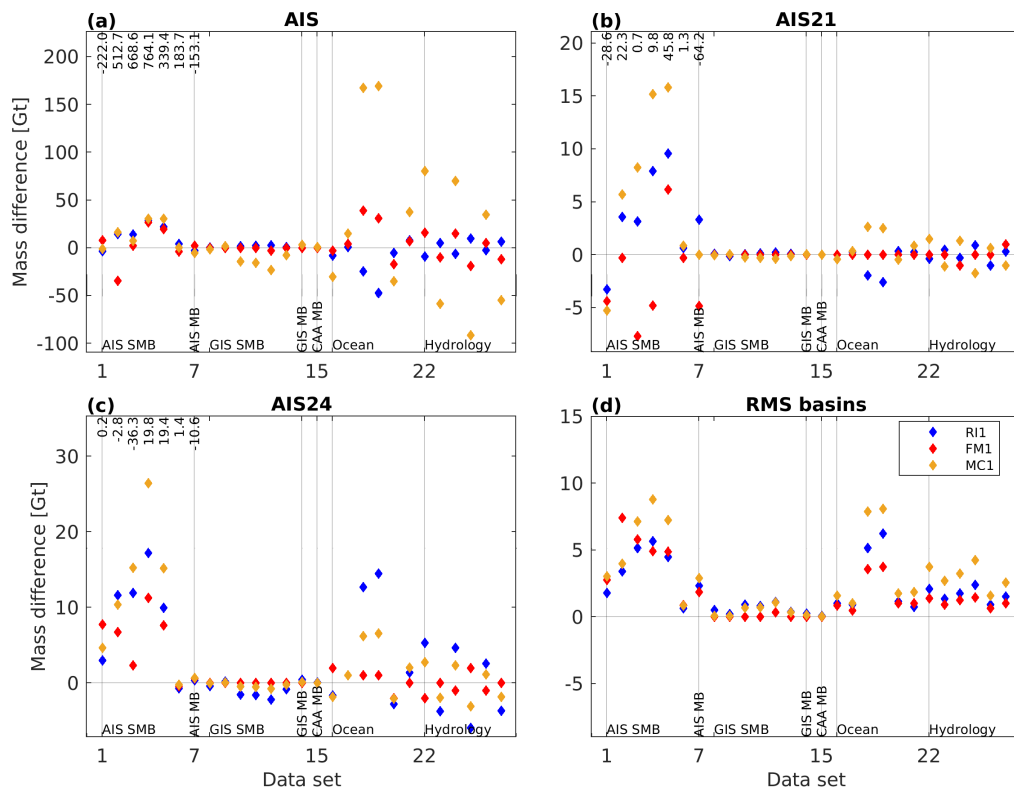 (a) AIS
-222.0 512.7 668.6 764.1 339.4 183.7 -153.1
200
150
100
50
0
-50
-100
Mass difference [Gt]
AIS SMB AIS MB GIS SMB GIS MB CAA MB Ocean Hydrology
1 7 15 22
(b) AIS21
-28.6 22.3 0.7 9.8 45.8 1.3 -64.2
20
15
10
5
0
-5
AIS SMB AIS MB GIS SMB GIS MB CAA MB Ocean Hydrology
1 7 15 22
(c) AIS24
0.2 -2.8 -36.3 19.8 19.4 1.4 -10.6
30
20
10
0
Mass difference [Gt]
AIS SMB AIS MB GIS SMB GIS MB CAA MB Ocean Hydrology
1 7 15 22
Data set
(d) RMS basins
RI1
FM1
MC1
15
10
5
0
-5
AIS SMB AIS MB GIS SMB GIS MB CAA MB Ocean Hydrology
1 7 15 22
Data set